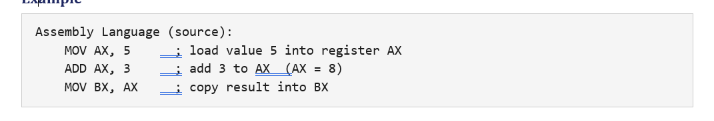 Example
Assembly Language (source):
MOV AX, 5    ; load value 5 into register AX
ADD AX, 3    ; add 3 to AX  (AX = 8)
MOV BX, AX   ; copy result into BX